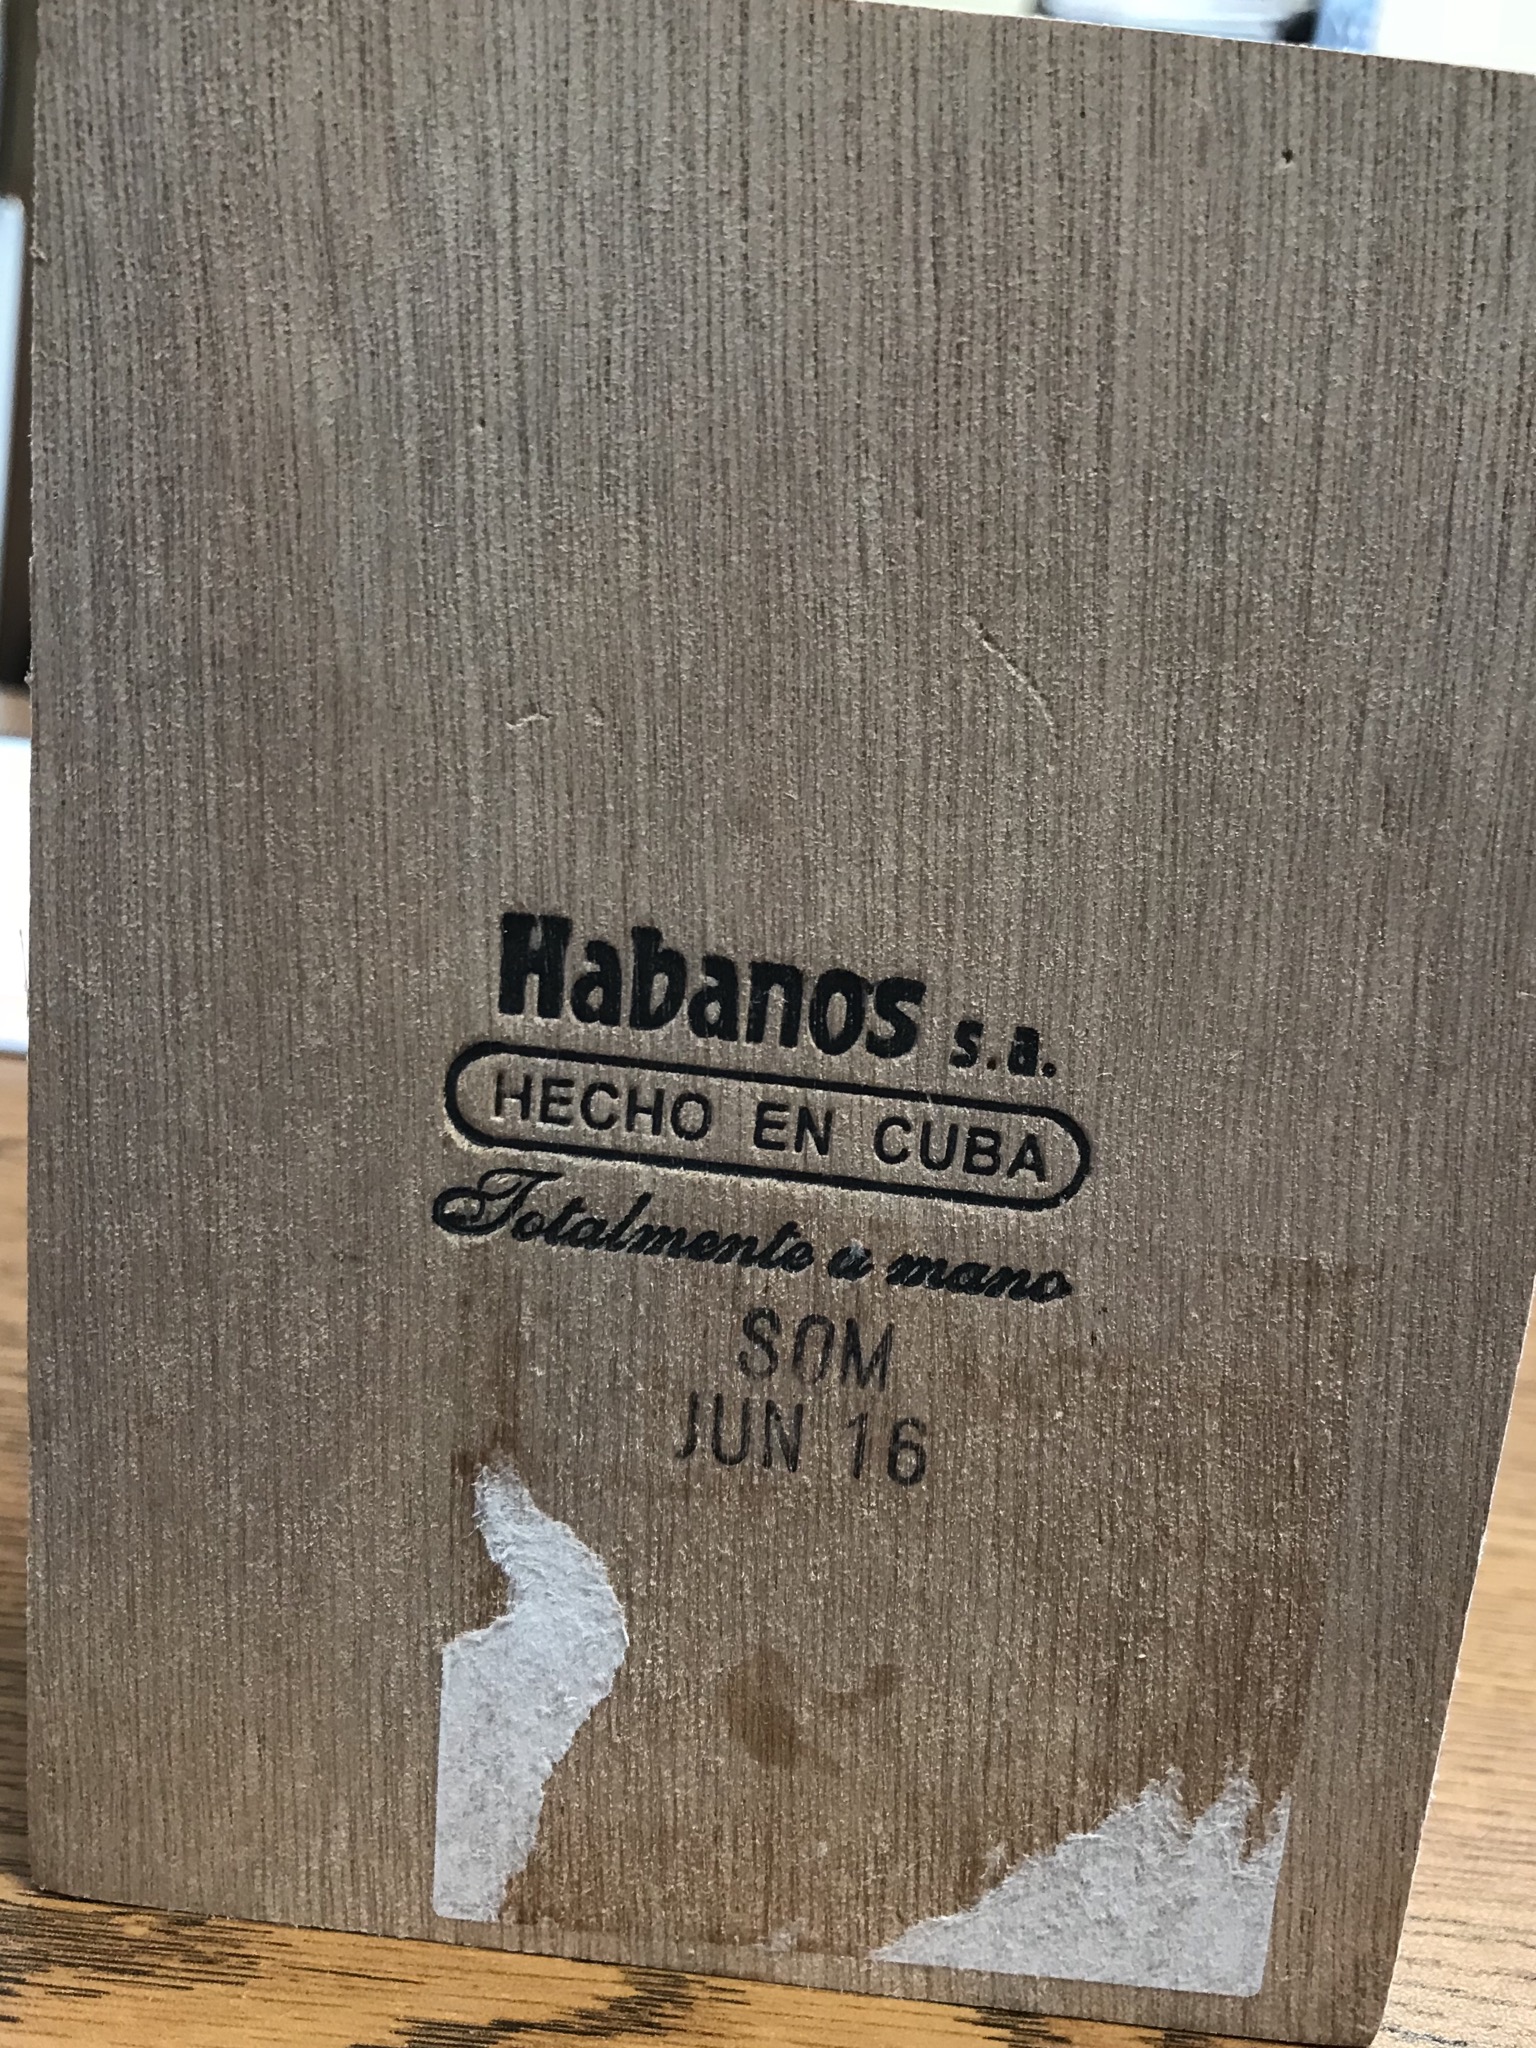 Habanos s.a.
HECHO EN CUBA
Totalmente a mano
SOM
JUN 16